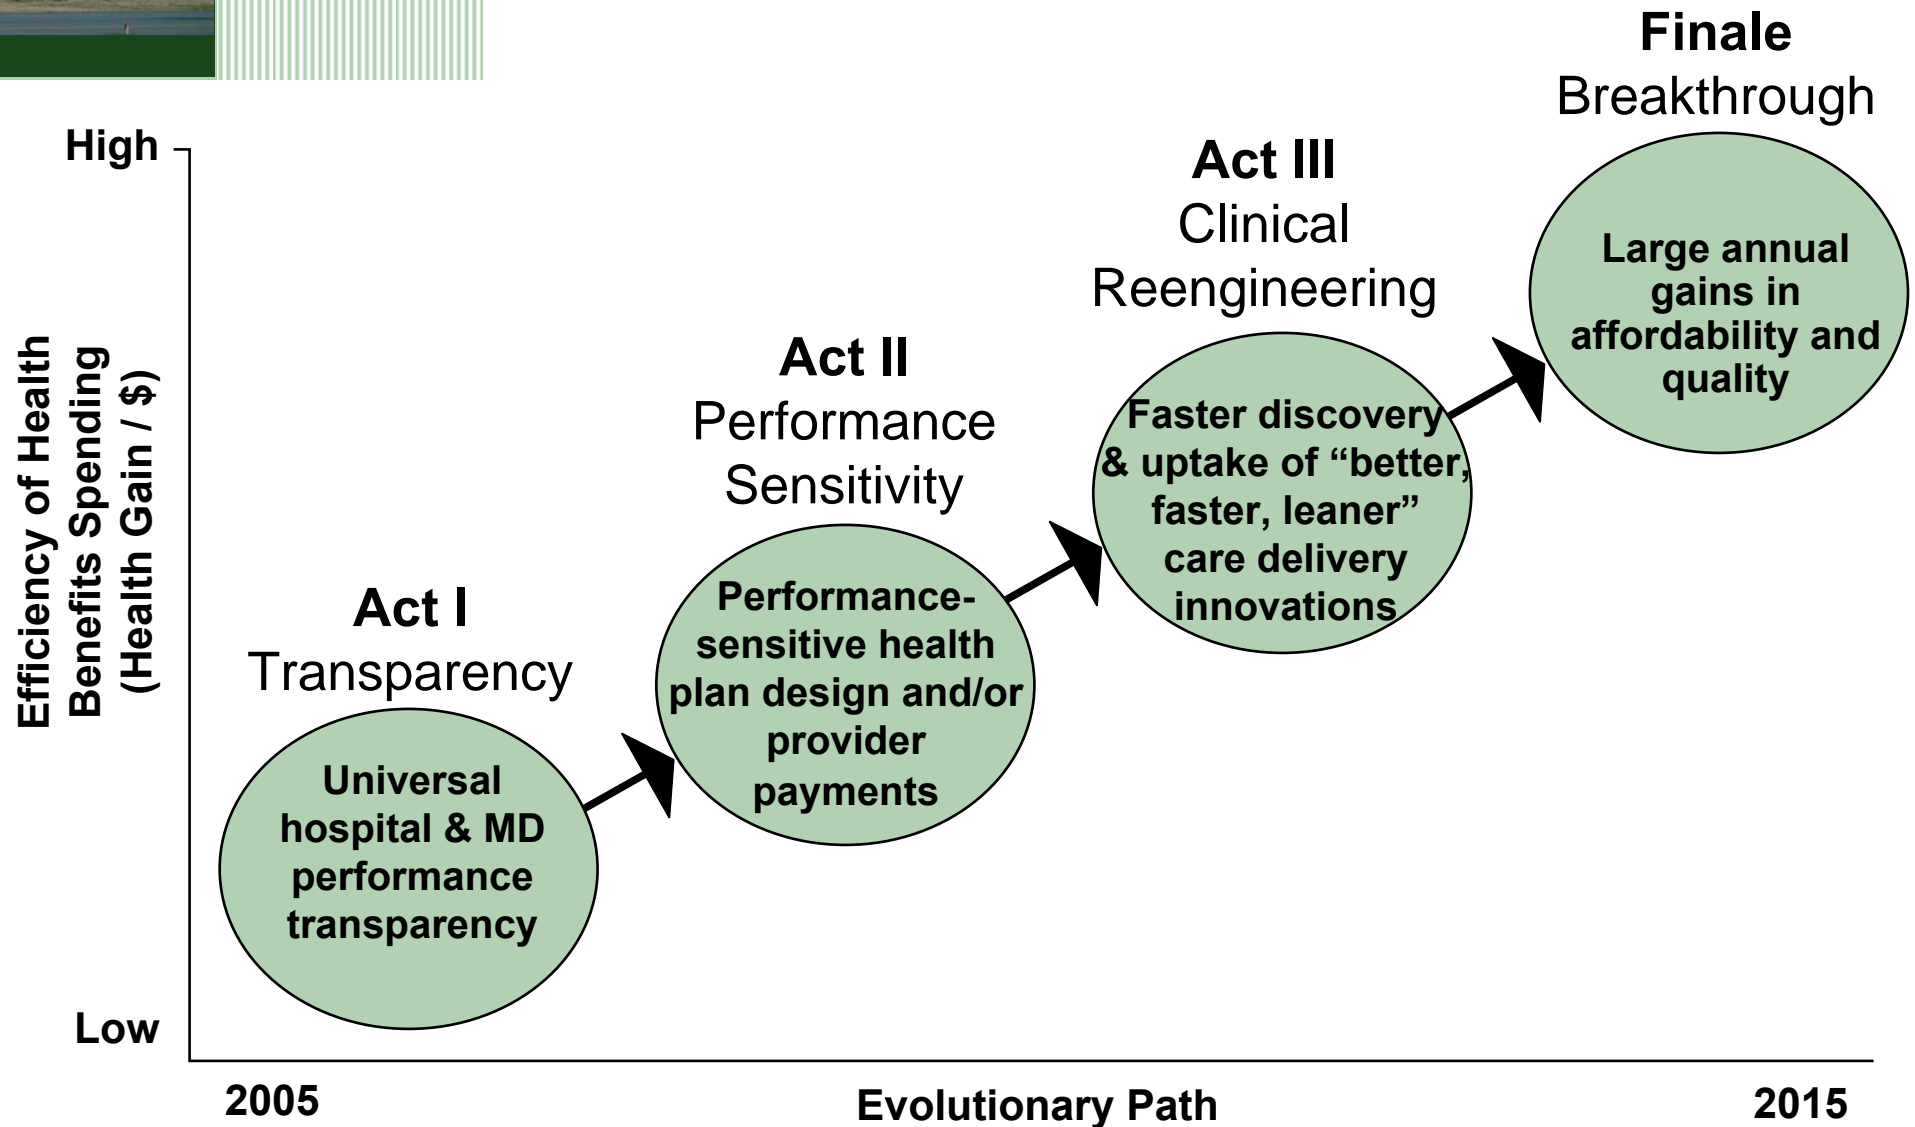 Finale
Breakthrough
High
Act III
Clinical
Reengineering
Large annual
gains in
affordability and
quality
Efficiency of Health
Benefits Spending
(Health Gain / $)
Act II
Performance
Sensitivity
Faster discovery
& uptake of “better,
faster, leaner”
care delivery
innovations
Act I
Transparency
Performance-
sensitive health
plan design and/or
provider
payments
Universal
hospital & MD
performance
transparency
Low
2005
Evolutionary Path
2015